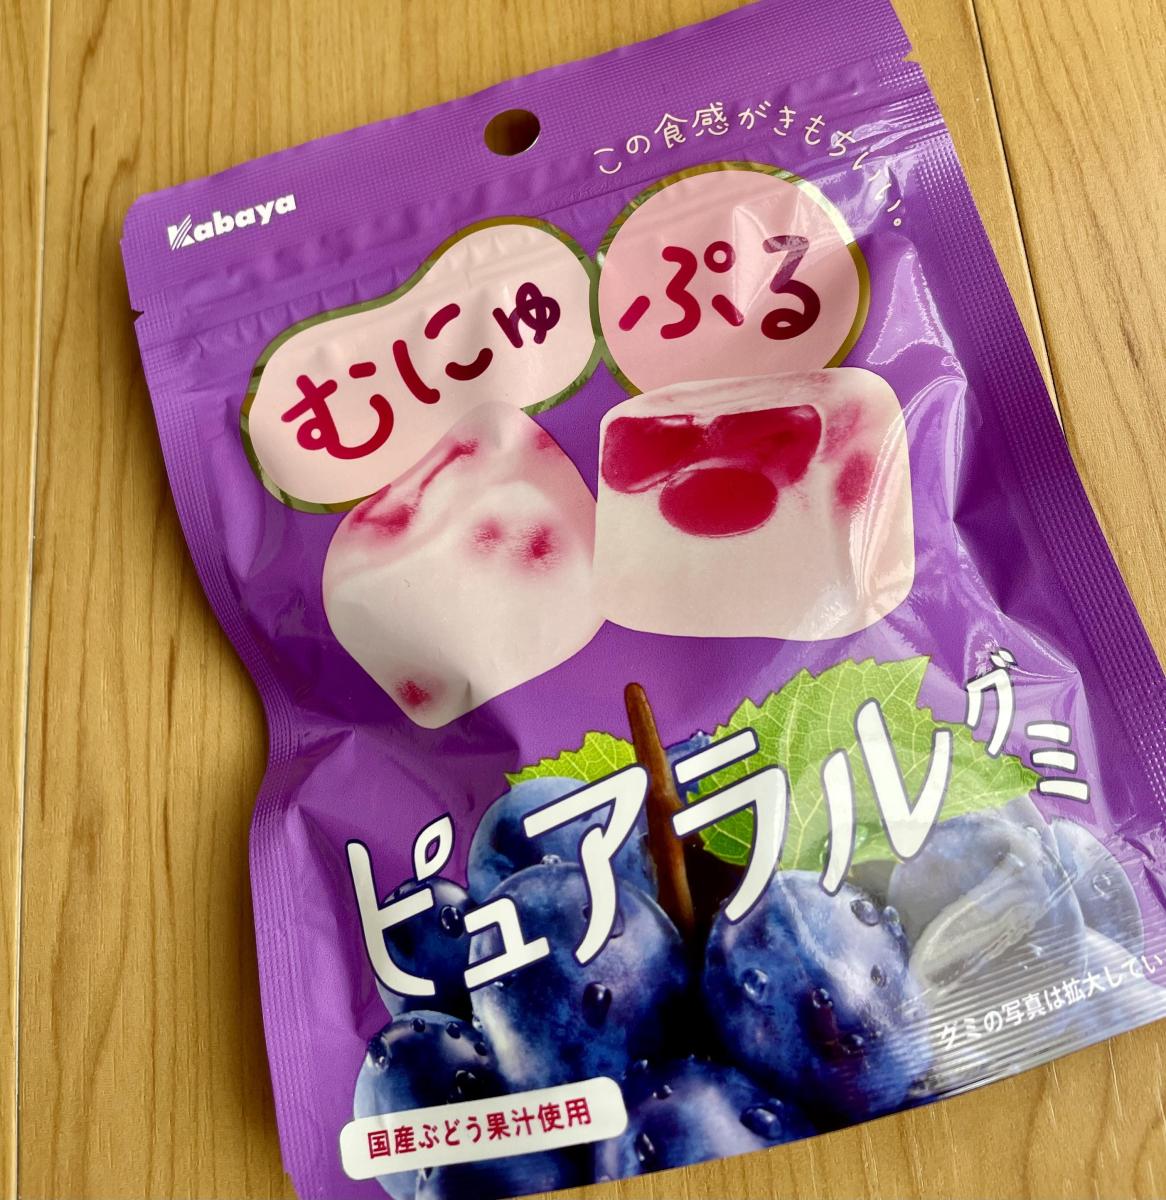 Kabaya
この食感がきもちいい。
むにゅ
ぷる
ピュアラル
グミ
グミの写真は拡大してい
国産ぶどう果汁使用